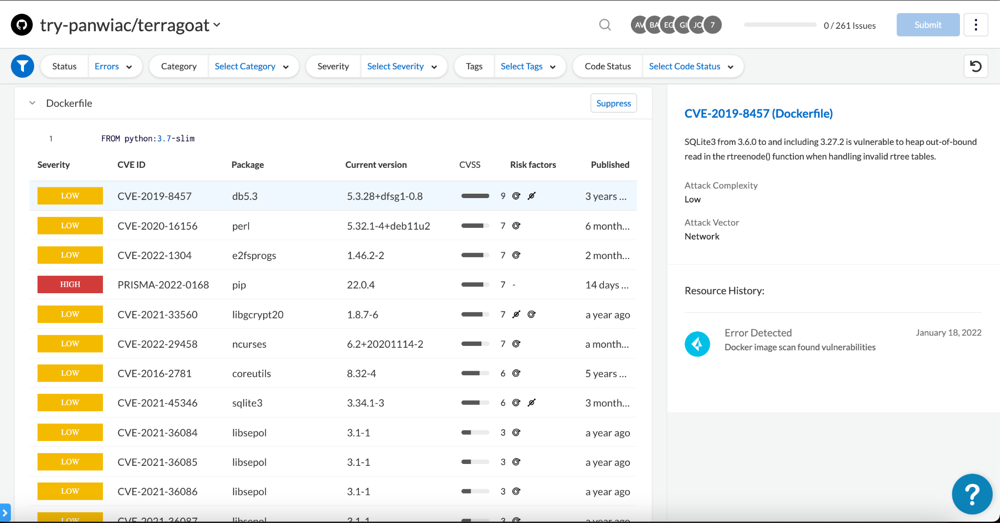 try-panwiac/terragoat
AV BA EG GI JO 7
0 / 261 Issues
Submit
Status Errors Category Select Category Severity Select Severity Tags Select Tags Code Status Select Code Status
Dockerfile
Suppress
1 FROM python:3.7-slim
Severity CVE ID Package Current version CVSS Risk factors Published
LOW CVE-2019-8457 db5.3 5.3.28+dfsg1-0.8 9 3 years ...
LOW CVE-2020-16156 perl 5.32.1-4+deb11u2 7 6 month...
LOW CVE-2022-1304 e2fsprogs 1.46.2-2 7 2 month...
HIGH PRISMA-2022-0168 pip 22.0.4 7 - 14 days ...
LOW CVE-2021-33560 libgcrypt20 1.8.7-6 7 a year ago
LOW CVE-2022-29458 ncurses 6.2+20201114-2 7 a month...
LOW CVE-2016-2781 coreutils 8.32-4 6 5 years ...
LOW CVE-2021-45346 sqlite3 3.34.1-3 6 3 month...
LOW CVE-2021-36084 libsepol 3.1-1 3 a year ago
LOW CVE-2021-36085 libsepol 3.1-1 3 a year ago
LOW CVE-2021-36086 libsepol 3.1-1 3 a year ago
LOW CVE-2021-36087 libsepol 3.1-1 3 a year ago
CVE-2019-8457 (Dockerfile)
SQLite3 from 3.6.0 to and including 3.27.2 is vulnerable to heap out-of-bound
read in the rtreenode() function when handling invalid rtree tables.
Attack Complexity
Low
Attack Vector
Network
Resource History:
Error Detected January 18, 2022
Docker image scan found vulnerabilities
?